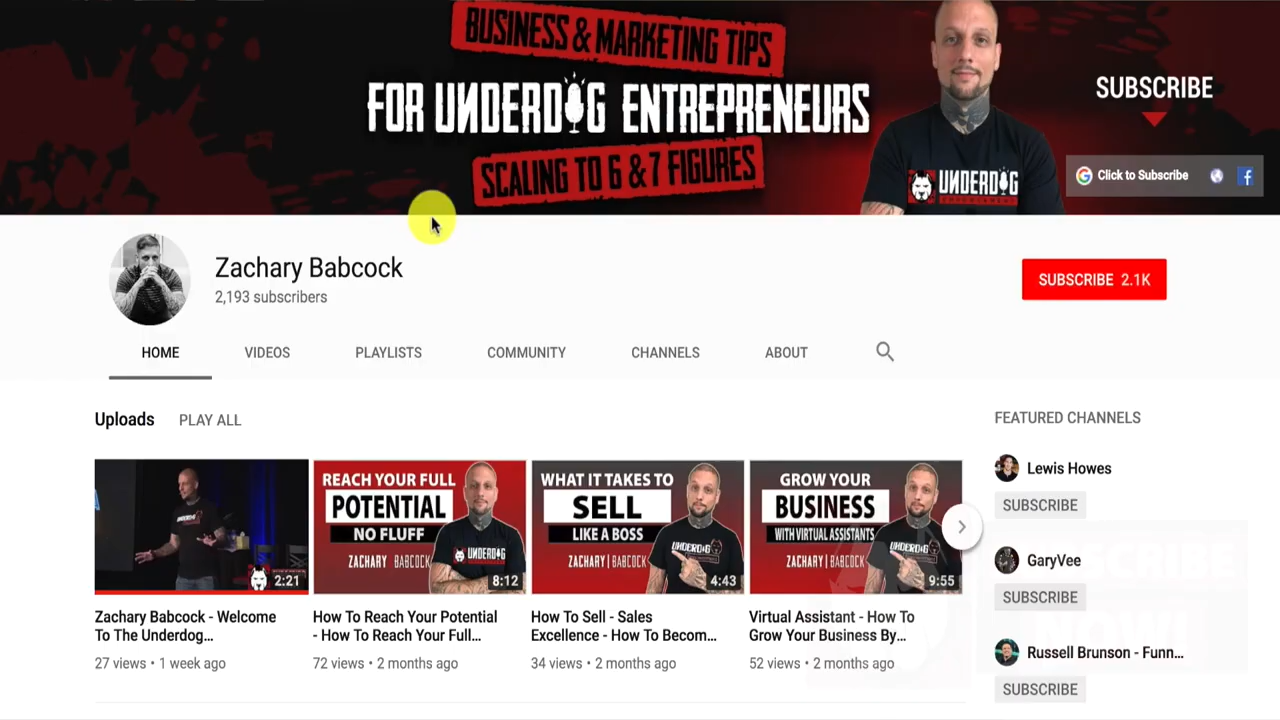 BUSINESS & MARKETING TIPS
FOR UNDERDOG ENTREPRENEURS
SCALING TO 6 & 7 FIGURES
SUBSCRIBE
UNDERDOG
EMPOWERMENT
Click to Subscribe
Zachary Babcock
2,193 subscribers
SUBSCRIBE 2.1K
HOME
VIDEOS
PLAYLISTS
COMMUNITY
CHANNELS
ABOUT
Uploads
PLAY ALL
FEATURED CHANNELS
2:21
Zachary Babcock - Welcome
To The Underdog...
27 views • 1 week ago
REACH YOUR FULL
POTENTIAL
NO FLUFF
ZACHARY BABCOCK
UNDERDOG
8:12
How To Reach Your Potential
- How To Reach Your Full...
72 views • 2 months ago
WHAT IT TAKES TO
SELL
LIKE A BOSS
ZACHARY | BABCOCK
UNDERDOG
4:43
How To Sell - Sales
Excellence - How To Becom...
34 views • 2 months ago
GROW YOUR
BUSINESS
WITH VIRTUAL ASSISTANTS
ZACHARY | BABCOCK
UNDERDOG
9:55
Virtual Assistant - How To
Grow Your Business By...
52 views • 2 months ago
Lewis Howes
SUBSCRIBE
GaryVee
SUBSCRIBE
Russell Brunson - Funn...
SUBSCRIBE
SUBSCRIBE
NOW!